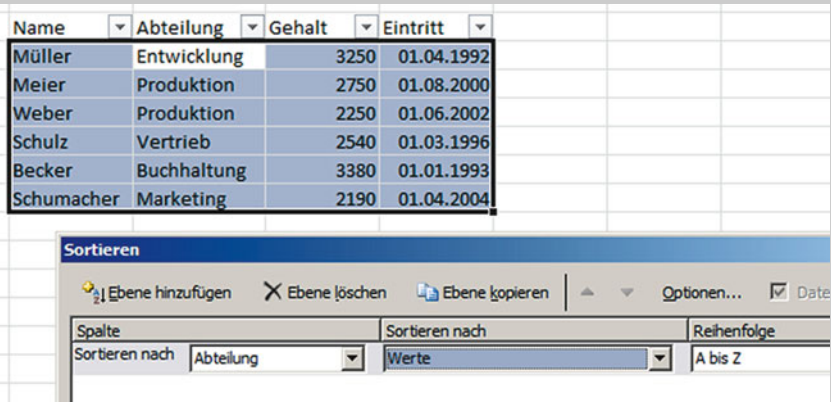 Name Abteilung Gehalt Eintritt
Müller Entwicklung 3250 01.04.1992
Meier Produktion 2750 01.08.2000
Weber Produktion 2250 01.06.2002
Schulz Vertrieb 2540 01.03.1996
Becker Buchhaltung 3380 01.01.1993
Schumacher Marketing 2190 01.04.2004
Sortieren
Ebene hinzufügen Ebene löschen Ebene kopieren Optionen... Date
Spalte Sortieren nach Reihenfolge
Sortieren nach Abteilung Werte A bis Z